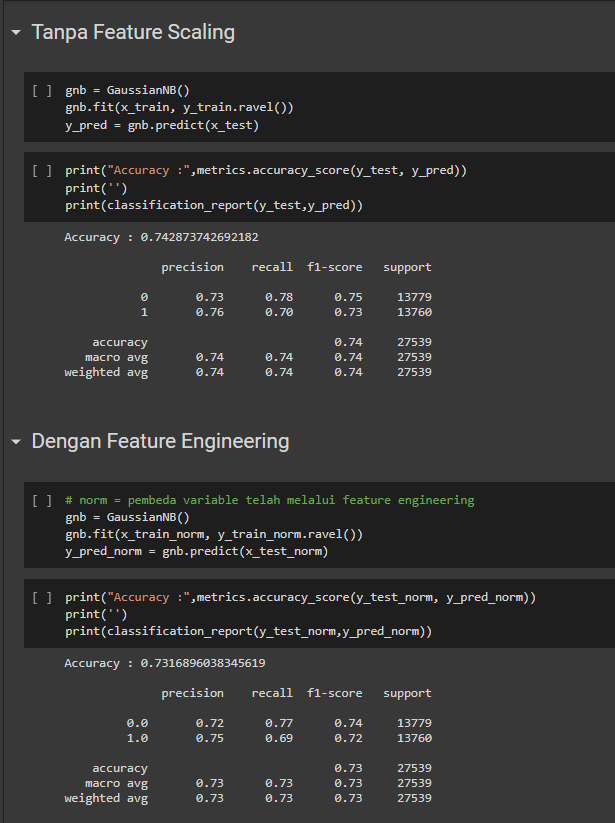 Tanpa Feature Scaling
[ ] gnb = GaussianNB()
gnb.fit(x_train, y_train.ravel())
y_pred = gnb.predict(x_test)
[ ] print("Accuracy :",metrics.accuracy_score(y_test, y_pred))
print('')
print(classification_report(y_test,y_pred))
Accuracy : 0.742873742692182
precision recall f1-score support
0 0.73 0.78 0.75 13779
1 0.76 0.70 0.73 13760
accuracy 0.74 27539
macro avg 0.74 0.74 0.74 27539
weighted avg 0.74 0.74 0.74 27539
Dengan Feature Engineering
[ ] # norm = pembeda variable telah melalui feature engineering
gnb = GaussianNB()
gnb.fit(x_train_norm, y_train_norm.ravel())
y_pred_norm = gnb.predict(x_test_norm)
[ ] print("Accuracy :",metrics.accuracy_score(y_test_norm, y_pred_norm))
print('')
print(classification_report(y_test_norm,y_pred_norm))
Accuracy : 0.7316896038345619
precision recall f1-score support
0.0 0.72 0.77 0.74 13779
1.0 0.75 0.69 0.72 13760
accuracy 0.73 27539
macro avg 0.73 0.73 0.73 27539
weighted avg 0.73 0.73 0.73 27539